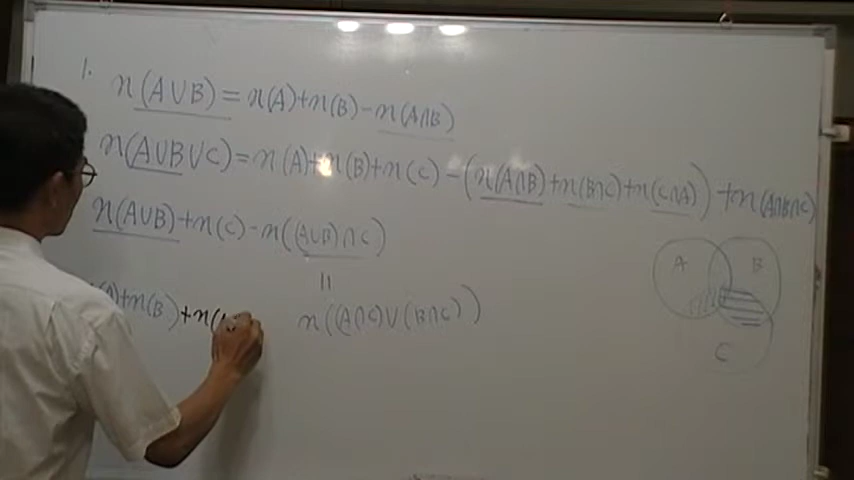 1.
n(A∪B)=n(A)+n(B)-n(A∩B)
n(A∪B∪C)=n(A)+n(B)+n(C)-(n(A∩B)+n(B∩C)+n(C∩A))+n(A∩B∩C)
n(A∪B)+n(C)-n((A∪B)∩C)
A B
=
A)+n(B)+n(
n((A∩C)∪(B∩C))
C